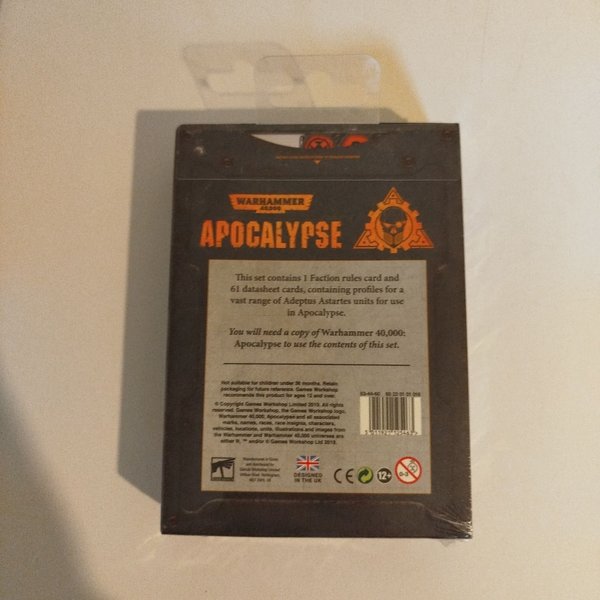 WARHAMMER
40,000
APOCALYPSE
This set contains 1 Faction rules card and
61 datasheet cards, containing profiles for a
vast range of Adeptus Astartes units for use
in Apocalypse.
You will need a copy of Warhammer 40,000:
Apocalypse to use the contents of this set.
Not suitable for children under 36 months. Retain
packaging for future reference. Games Workshop
recommends this product for ages 12 and over.
© Copyright Games Workshop Limited 2019. All rights
reserved. Games Workshop, the Games Workshop logo,
Warhammer 40,000, Apocalypse and all associated
marks, names, races, race insignia, characters,
vehicles, locations, units, illustrations and images from
the Warhammer and Warhammer 40,000 universes are
either ®, ™ and/or © Games Workshop Ltd 2019.
WARHAMMER
DESIGNED
IN THE UK
CE
12+
0-3